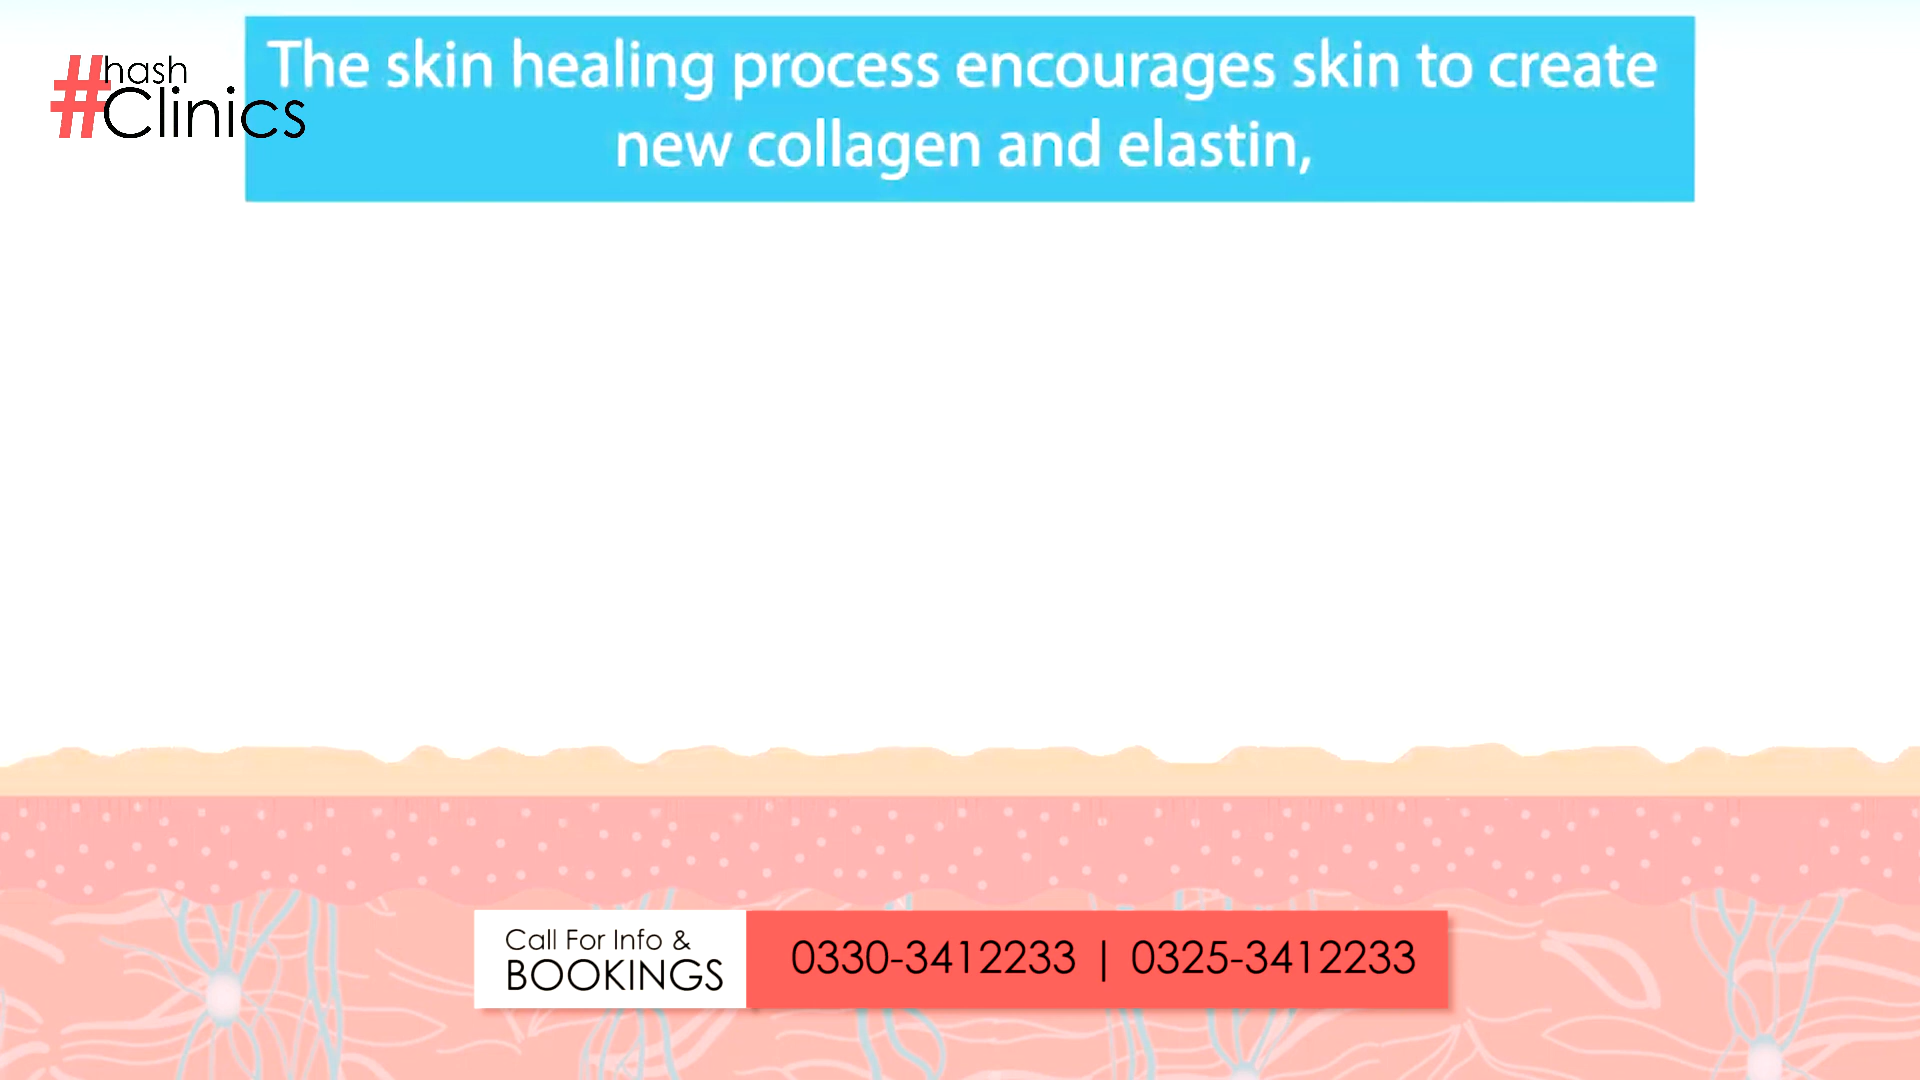 #hash
Clinics
The skin healing process encourages skin to create
new collagen and elastin,
Call For Info &
BOOKINGS
0330-3412233 | 0325-3412233